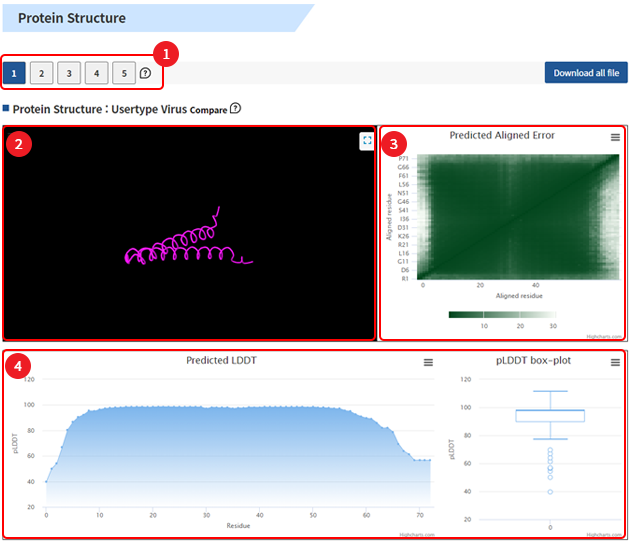 Protein Structure
1
1 2 3 4 5 ?
Download all file
Protein Structure : Usertype Virus Compare ?
2
3
Predicted Aligned Error
Aligned residue
P71
G66
F61
L56
N51
G46
S41
I36
D31
K26
R21
L16
G11
D6
R1
0 20 40
Aligned residue
10 20 30
Highcharts.com
4
Predicted LDDT
pLDDT
120
100
80
60
40
20
0 10 20 30 40 50 60 70
Residue
Highcharts.com
pLDDT box-plot
pLDDT
120
100
80
60
40
20
0
Highcharts.com